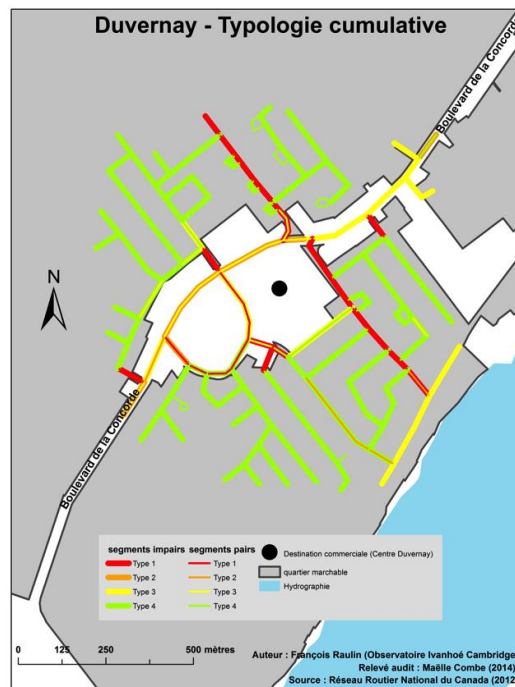 Duvernay - Typologie cumulative
Boulevard de la Concorde
N
Boulevard de la Concorde
segments impairs
segments pairs
Type 1
Type 2
Type 3
Type 4
Type 1
Type 2
Type 3
Type 4
Destination commerciale (Centre Duvernay)
quartier marchable
Hydrographie
0 125 250 500 mètres
Auteur : François Raulin (Observatoire Ivanhoé Cambridge
Relevé audit : Maëlle Combe (2014)
Source : Réseau Routier National du Canada (2012